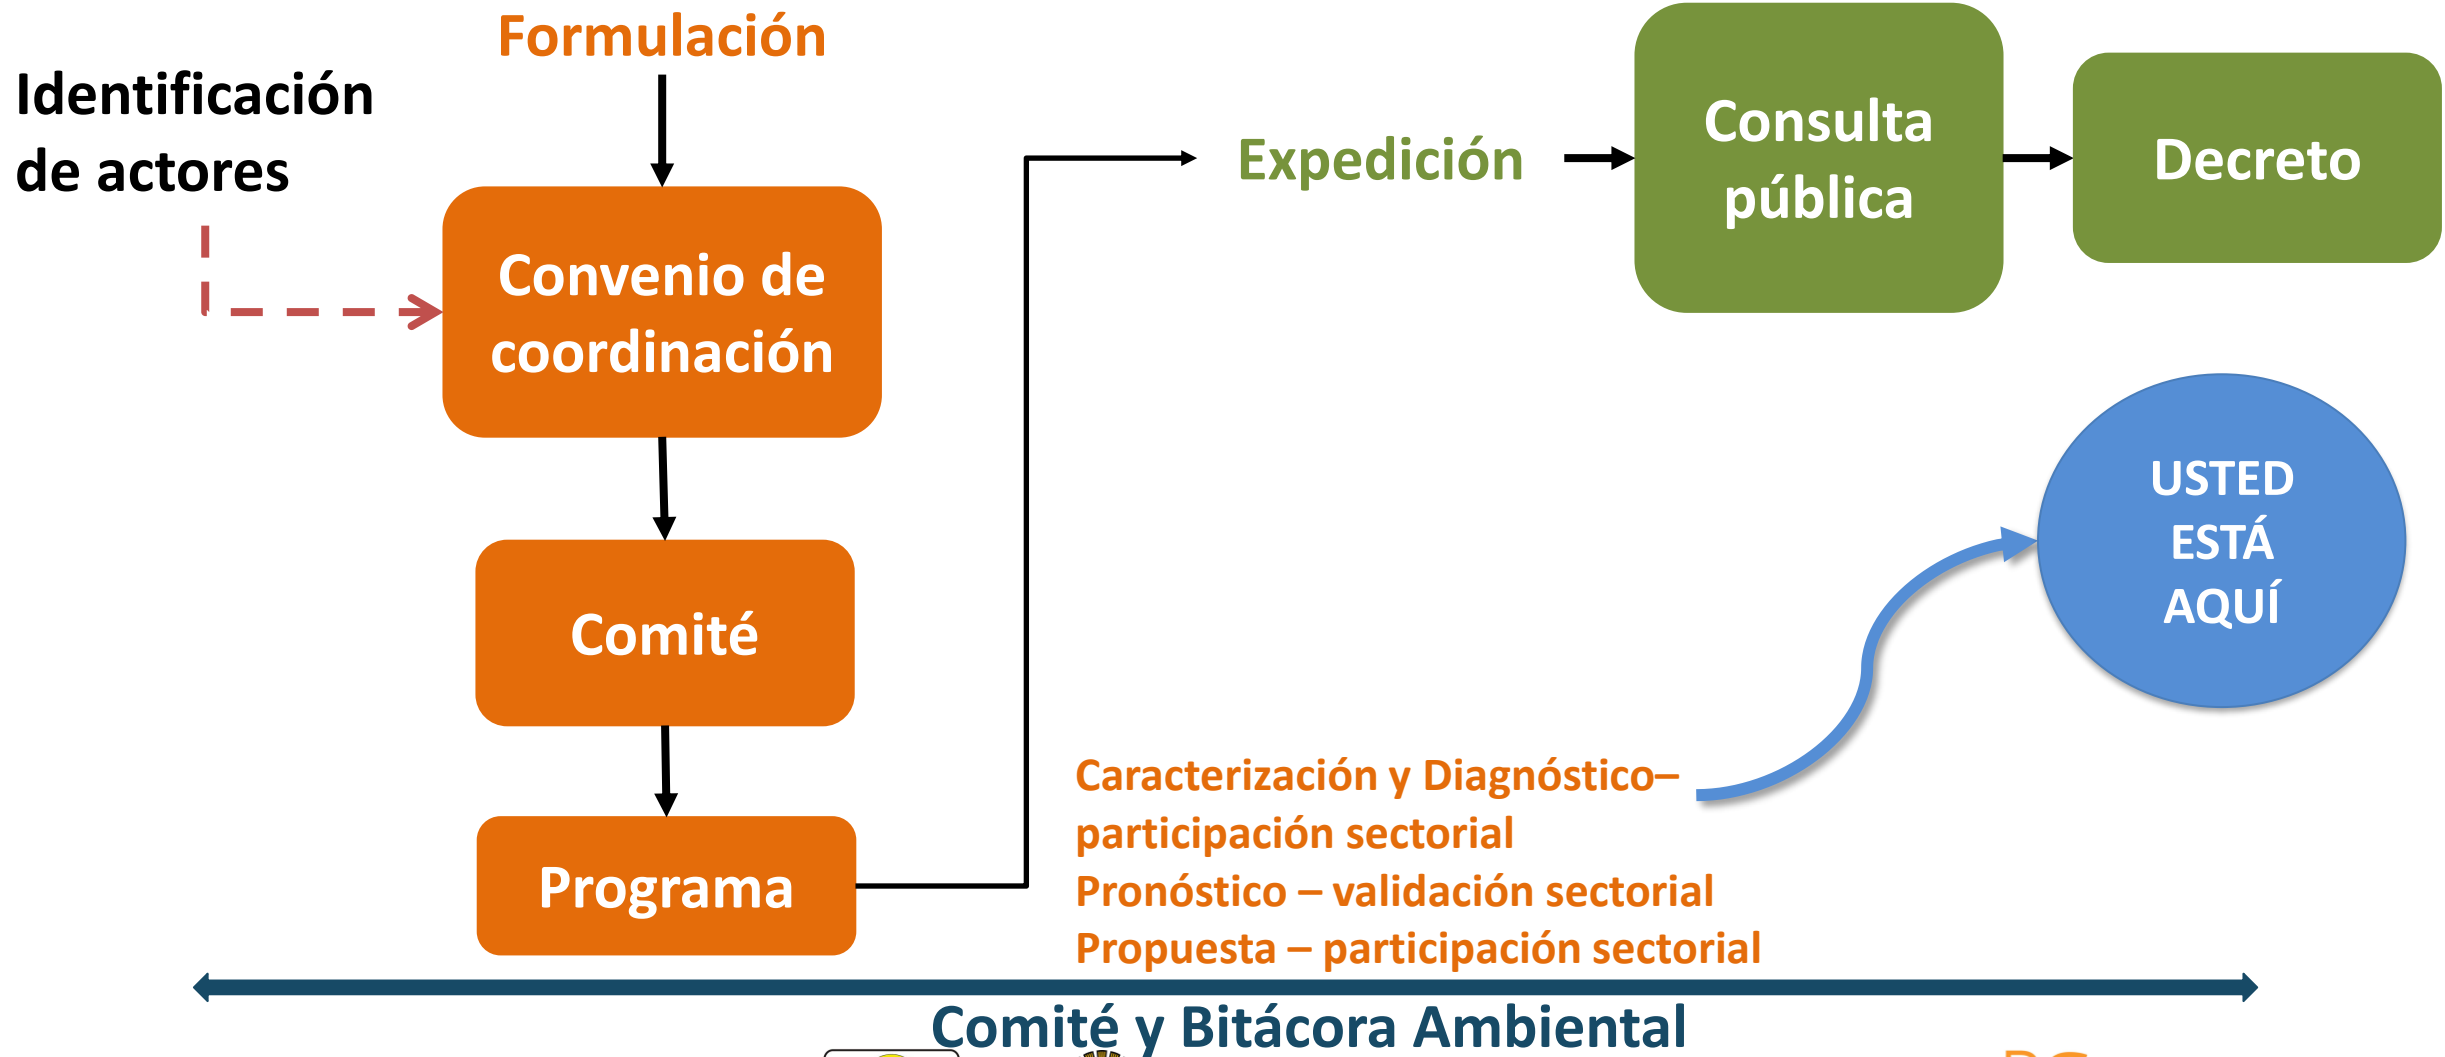 Formulación
Identificación
de actores
Convenio de
coordinación
Comité
Programa
Expedición
Consulta
pública
Decreto
USTED
ESTÁ
AQUÍ
Caracterización y Diagnóstico–
participación sectorial
Pronóstico – validación sectorial
Propuesta – participación sectorial
Comité y Bitácora Ambiental